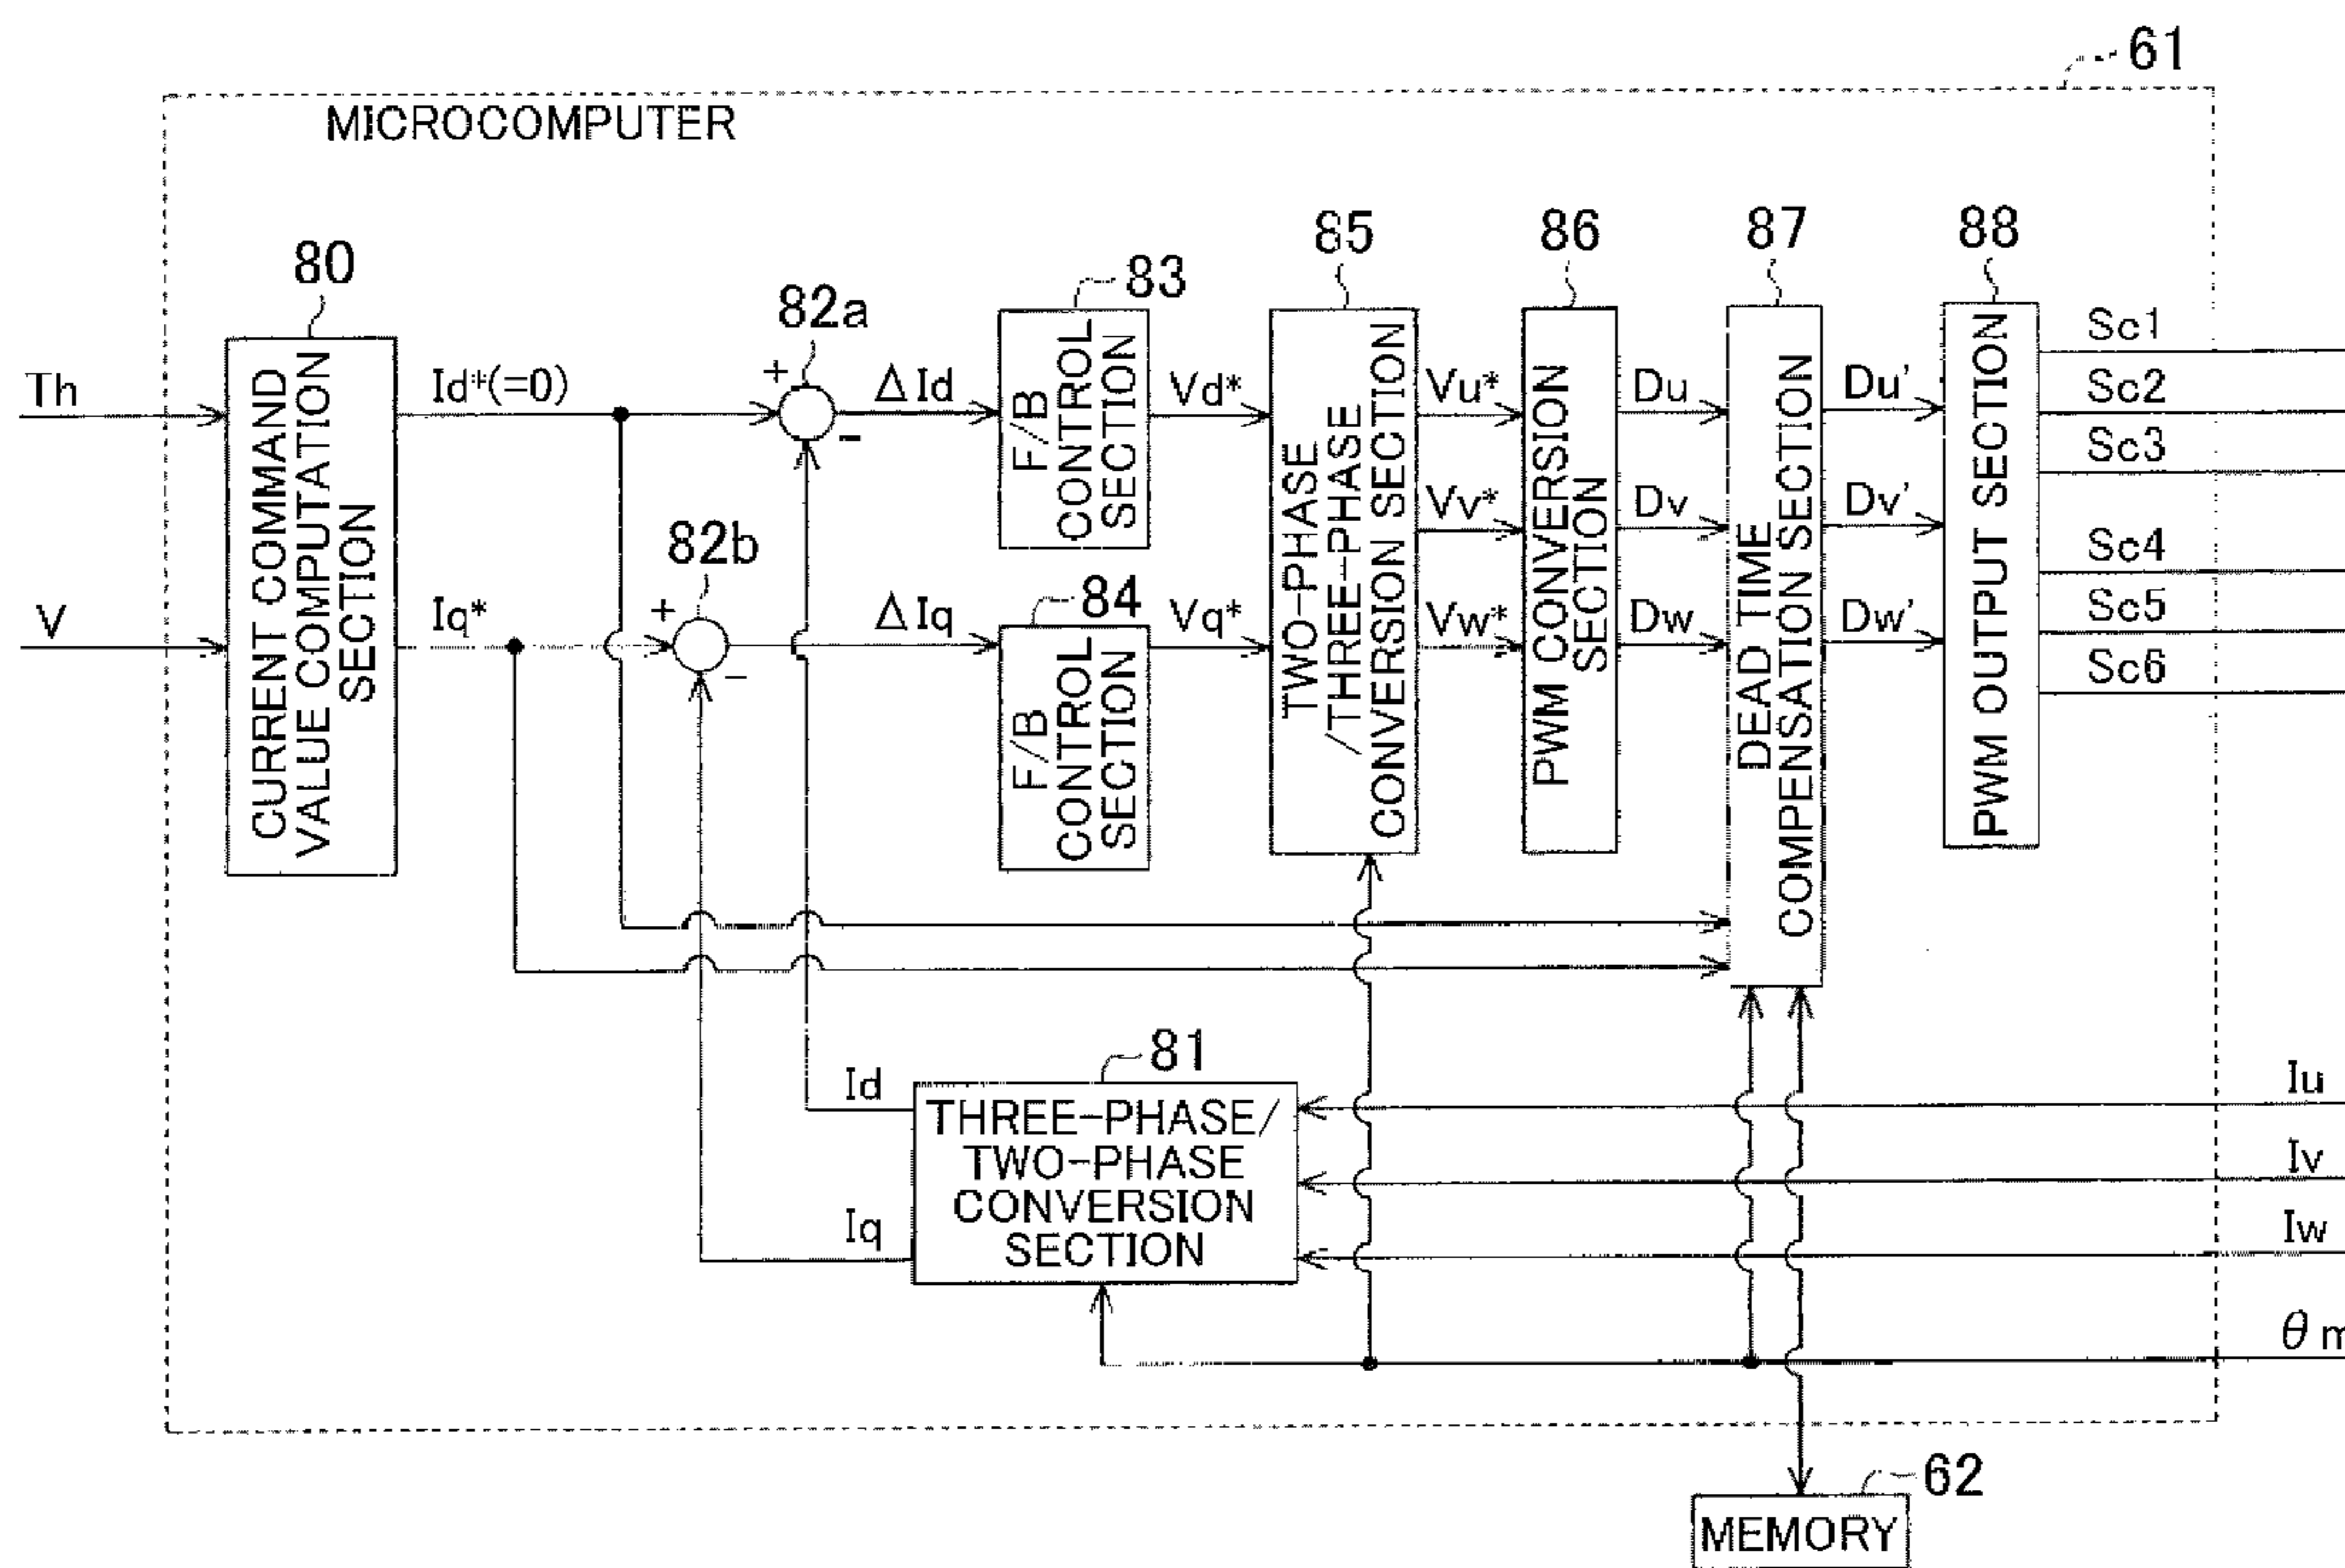 61
MICROCOMPUTER
80
82a
83
85
86
87
88
Th
V
CURRENT COMMAND
VALUE COMPUTATION
SECTION
Id*(=0)
Iq*
82b
+
-
+
-
ΔId
ΔIq
F/B
CONTROL
SECTION
84
F/B
CONTROL
SECTION
Vd*
Vq*
TWO-PHASE
/THREE-PHASE
CONVERSION SECTION
Vu*
Vv*
Vw*
PWM CONVERSION
SECTION
Du
Dv
Dw
DEAD TIME
COMPENSATION SECTION
Du'
Dv'
Dw'
PWM OUTPUT SECTION
Sc1
Sc2
Sc3
Sc4
Sc5
Sc6
81
Id
Iq
THREE-PHASE/
TWO-PHASE
CONVERSION
SECTION
Iu
Iv
Iw
θm
62
MEMORY